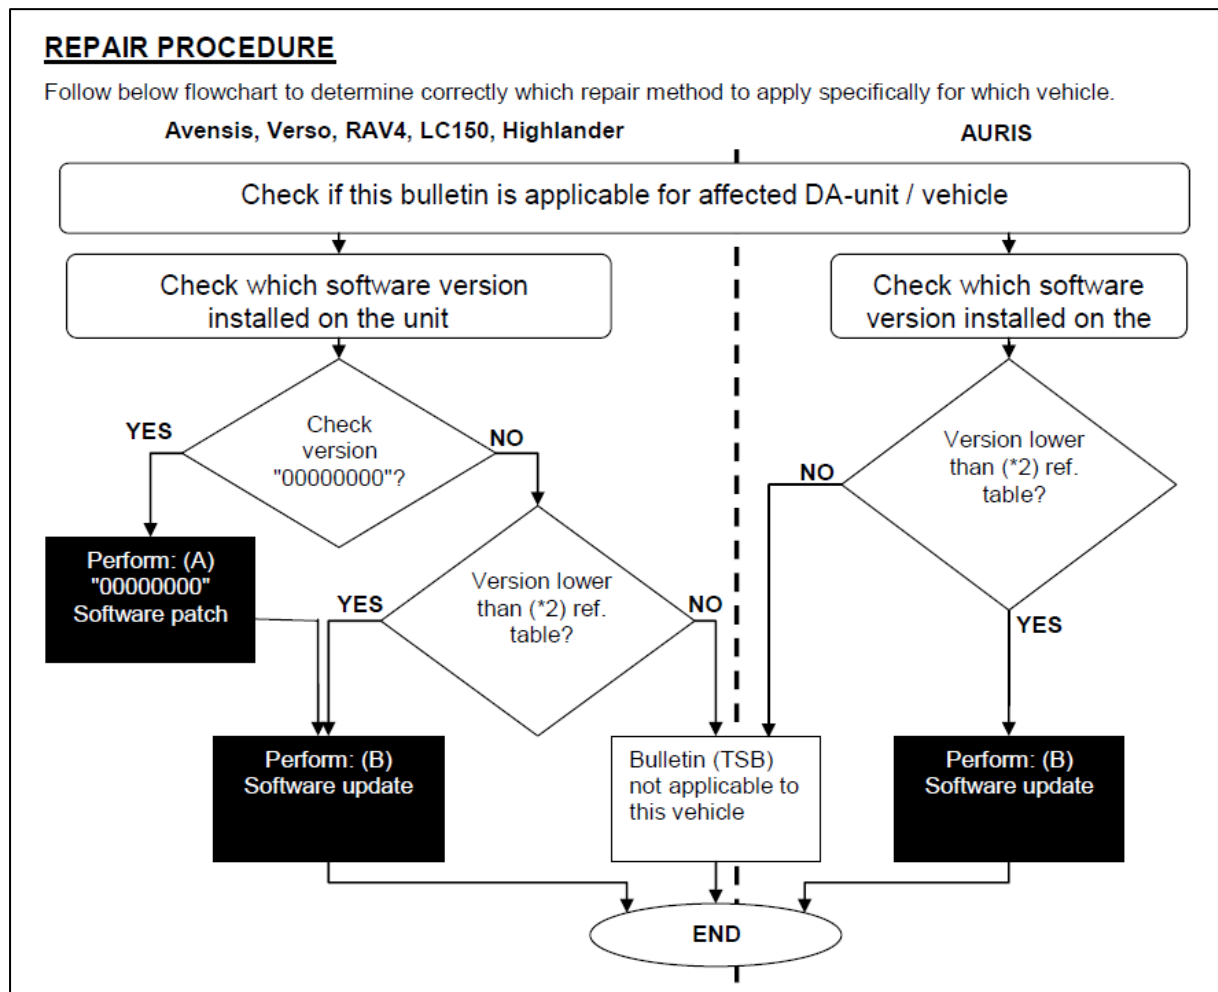 REPAIR PROCEDURE
Follow below flowchart to determine correctly which repair method to apply specifically for which vehicle.
Avensis, Verso, RAV4, LC150, Highlander
AURIS
Check if this bulletin is applicable for affected DA-unit / vehicle
Check which software version
installed on the unit
Check which software
version installed on the
YES
Check
version
"00000000"?
NO
NO
Version lower
than (*2) ref.
table?
Perform: (A)
"00000000"
Software patch
YES
Version lower
than (*2) ref.
table?
NO
YES
Perform: (B)
Software update
Bulletin (TSB)
not applicable to
this vehicle
Perform: (B)
Software update
END